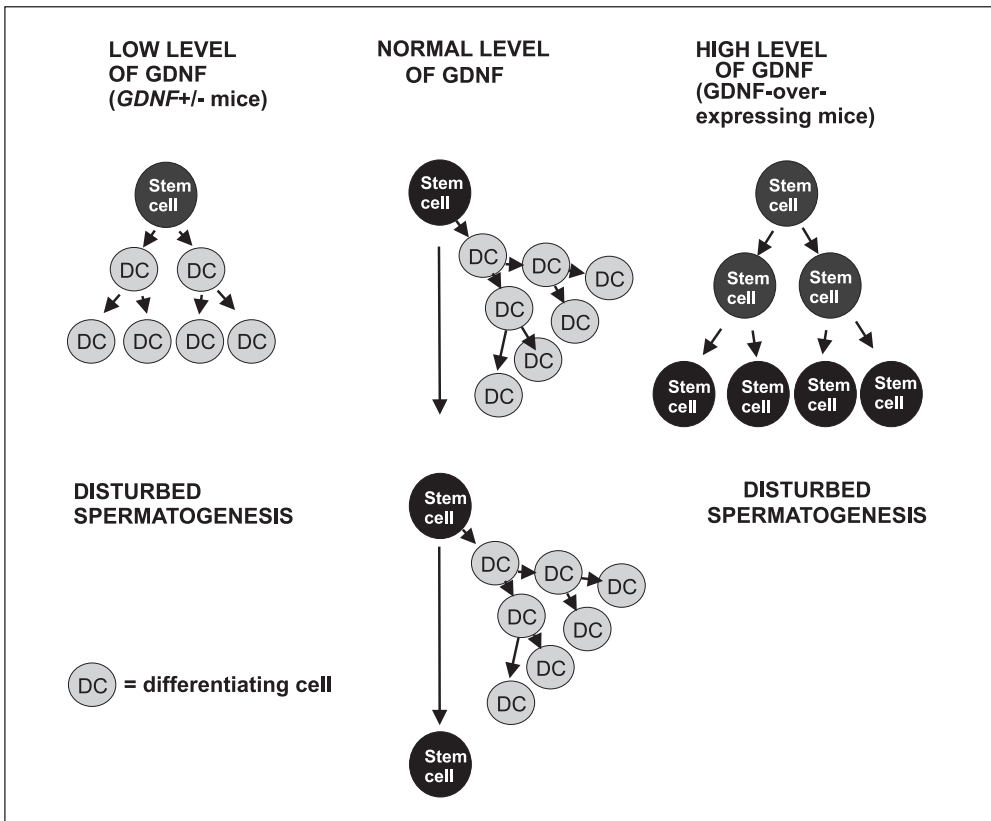 LOW LEVEL
OF GDNF
(GDNF+/- mice)
NORMAL LEVEL
OF GDNF
HIGH LEVEL
OF GDNF
(GDNF-over-
expressing mice)
Stem
cell
DC
DC
DC
DC
DC
DC
Stem
cell
DC
DC
DC
DC
DC
DC
DC
Stem
cell
Stem
cell
Stem
cell
Stem
cell
Stem
cell
Stem
cell
Stem
cell
DISTURBED
SPERMATOGENESIS
Stem
cell
DC
DC
DC
DC
DC
DC
DC
Stem
cell
DISTURBED
SPERMATOGENESIS
DC = differentiating cell